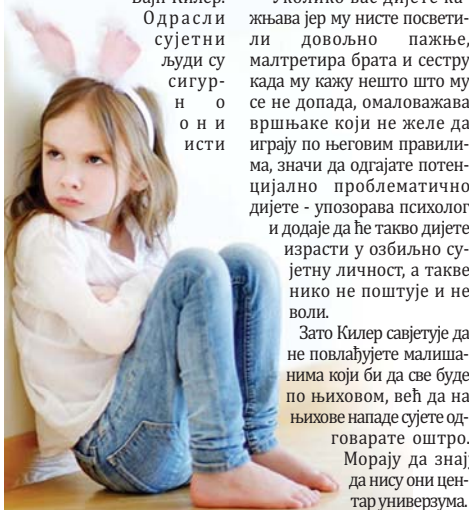 Вајн Килер.
Одрасли
сујетни
људи су
сигур-
но
они
исти
жњава јер му нисте посвети-
ли довољно пажње,
малтретира брата и сестру
када му кажу нешто што му
се не допада, омаловажава
вршњаке који не желе да
играју по његовим правили-
ма, значи да одгајате потен-
цијално проблематично
дијете - упозорава психолог
и додаје да ће такво дијете
израсти у озбиљно су-
јетну личност, а такве
нико не поштује и не
воли.
Зато Килер савјетује да
не повлађујете малиша-
нима који би да све буде
по њиховом, већ да на
њихове нападе сујете од-
говарате оштро.
Морају да знај
да нису они цен-
тар универзума.